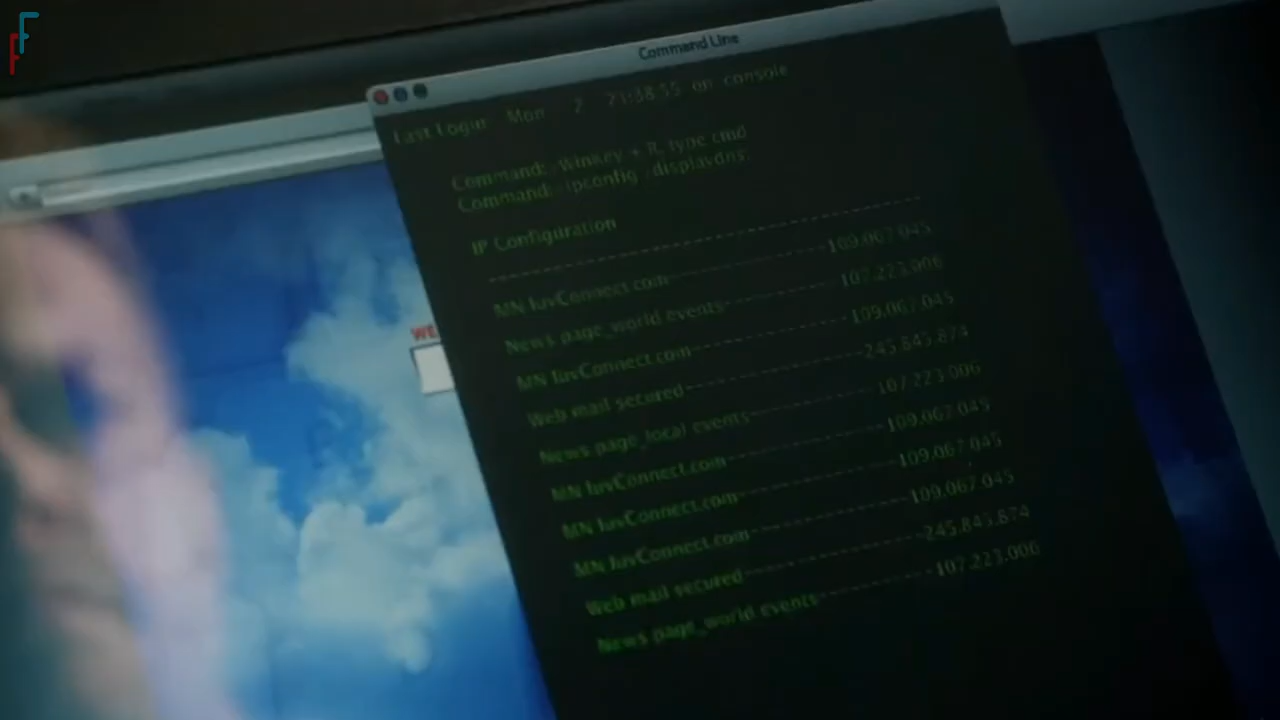 FF
Command Line
Last Login Mon 2 23:38:55 on console
Command: Winkey + R, type cmd
Command: ipconfig /displaydns
IP Configuration
MN luvConnect.com 109.067.045
News page_world events 107.223.006
MN luvConnect.com 109.067.045
Web mail secured 245.845.874
News page_local events 107.223.006
MN luvConnect.com 109.067.045
MN luvConnect.com 109.067.045
MN luvConnect.com 109.067.045
Web mail secured 245.845.874
News page_world events 107.223.006
WE